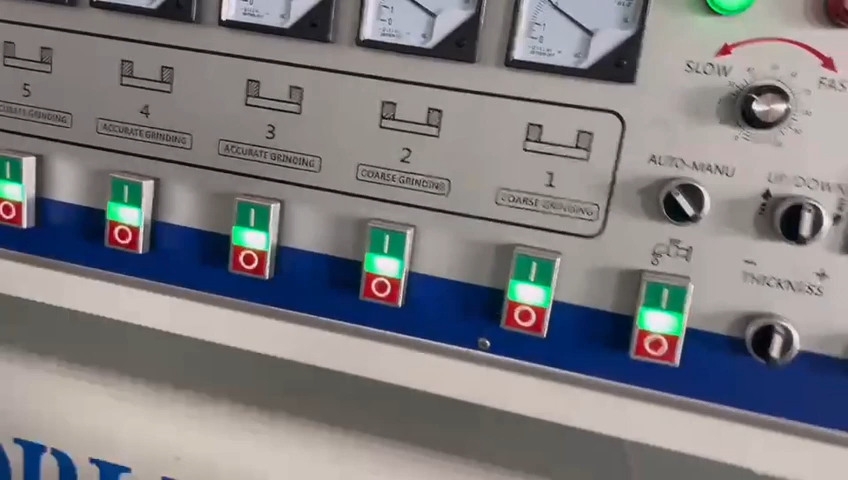 SLOW
FAST
5
4
3
2
1
ACCURATE GRINDING
ACCURATE GRINDING
ACCURATE GRINDING
COARSE GRINDING
COARSE GRINDING
AUTO-MANU
UP/DOWN
- +
THICKNESS